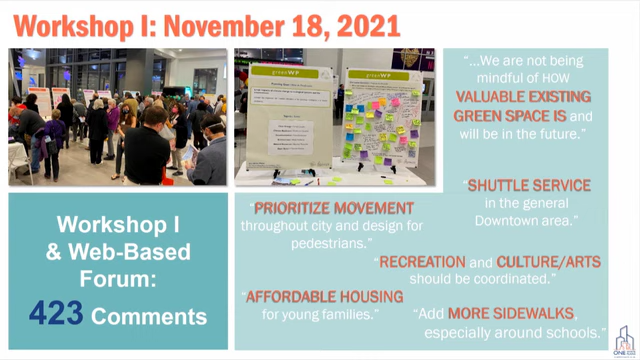 Workshop I: November 18, 2021
greenWP
greenWP
“...We are not being
mindful of HOW
VALUABLE EXISTING
GREEN SPACE IS and
will be in the future.”
“SHUTTLE SERVICE
in the general
Downtown area.”
Workshop I
& Web-Based
Forum:
423 Comments
“PRIORITIZE MOVEMENT
throughout city and design for
pedestrians.”
“RECREATION and CULTURE/ARTS
should be coordinated.”
“AFFORDABLE HOUSING
for young families.”
“Add MORE SIDEWALKS,
especially around schools.”
ONE